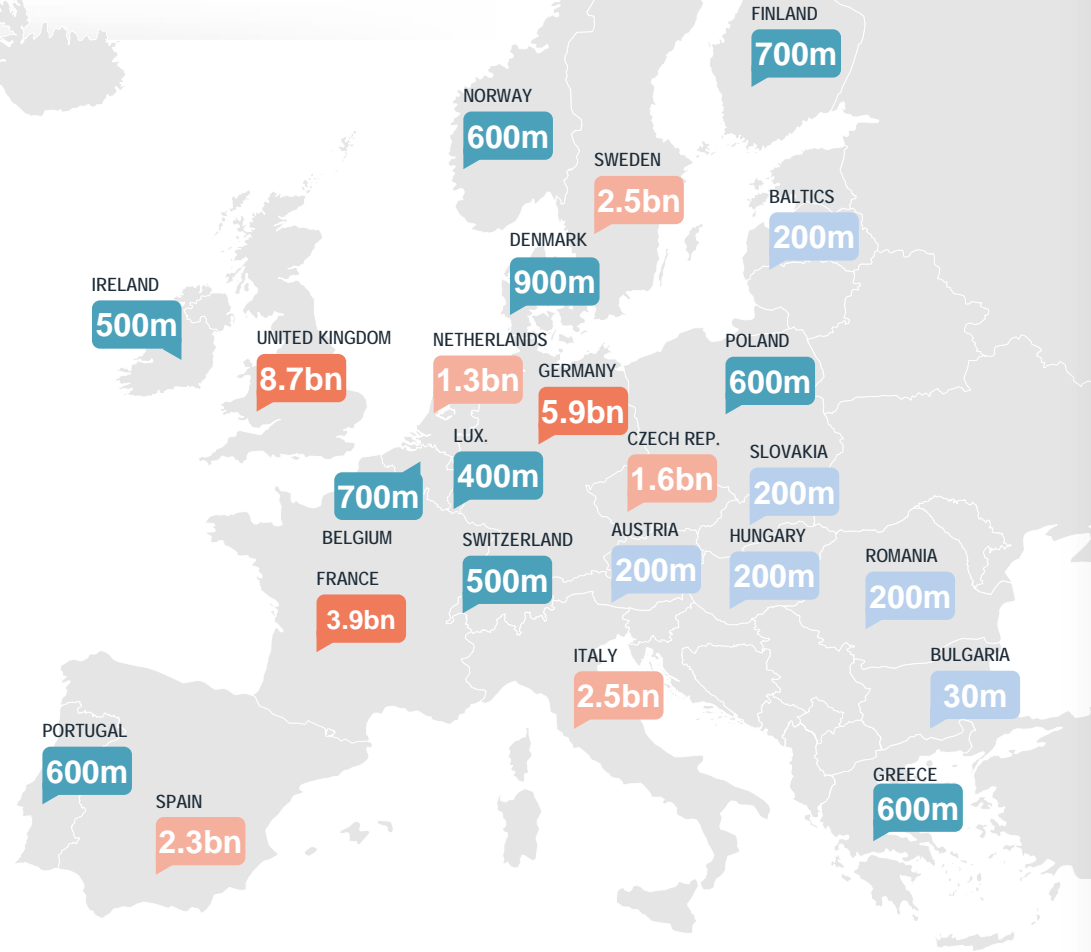 FINLAND
700m
NORWAY
600m
SWEDEN
2.5bn
BALTICS
200m
DENMARK
900m
IRELAND
500m
UNITED KINGDOM
8.7bn
NETHERLANDS
1.3bn
GERMANY
5.9bn
POLAND
600m
LUX.
400m
CZECH REP.
1.6bn
SLOVAKIA
200m
700m
BELGIUM
SWITZERLAND
500m
AUSTRIA
200m
HUNGARY
200m
ROMANIA
200m
FRANCE
3.9bn
ITALY
2.5bn
BULGARIA
30m
PORTUGAL
600m
SPAIN
2.3bn
GREECE
600m